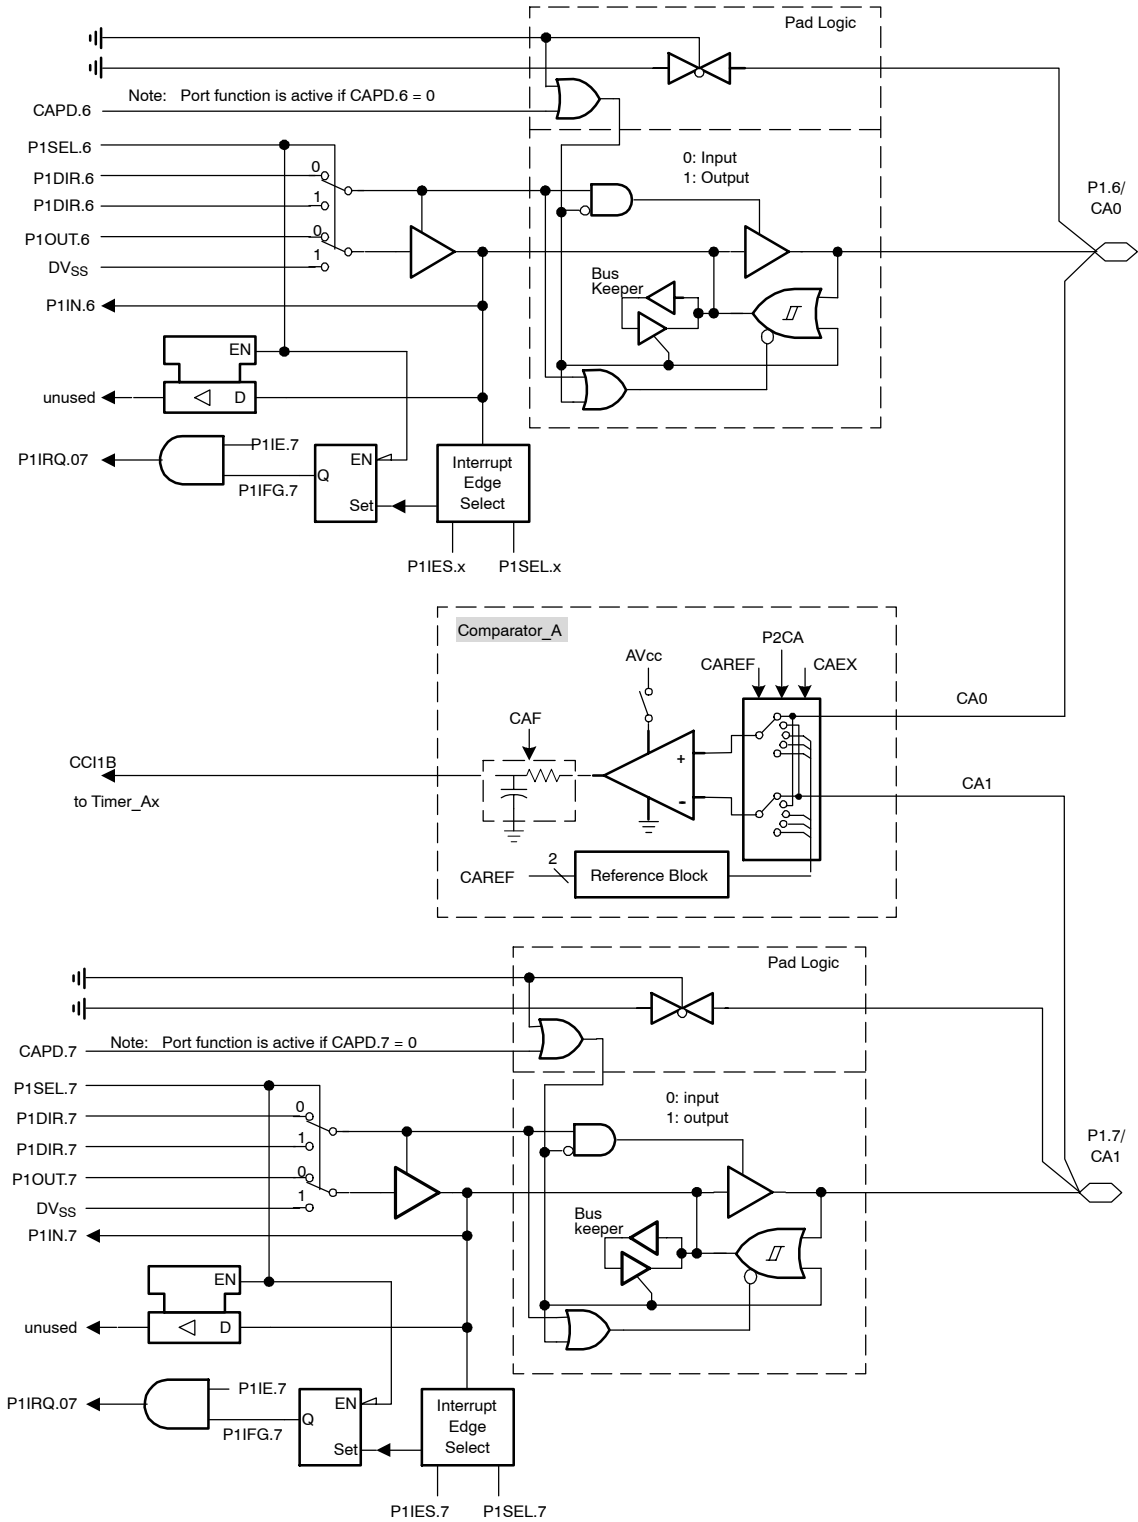 Pad Logic
Note: Port function is active if CAPD.6 = 0
CAPD.6
P1SEL.6
0: Input
1: Output
P1DIR.6
0
P1DIR.6
1
P1.6/
CA0
P1OUT.6
0
DVSS
1
Bus
Keeper
P1IN.6
EN
unused
D
P1IE.7
P1IRQ.07
P1IFG.7
EN
Q
Set
Interrupt
Edge
Select
P1IES.x
P1SEL.x
Comparator_A
P2CA
AVcc
CAREF
CAEX
CA0
CAF
+
CCI1B
to Timer_Ax
CA1
-
CAREF
2
Reference Block
Pad Logic
Note: Port function is active if CAPD.7 = 0
CAPD.7
P1SEL.7
0: input
1: output
P1DIR.7
0
P1DIR.7
1
P1.7/
CA1
P1OUT.7
0
DVSS
1
Bus
keeper
P1IN.7
EN
unused
D
P1IE.7
P1IRQ.07
P1IFG.7
EN
Q
Set
Interrupt
Edge
Select
P1IES.7
P1SEL.7